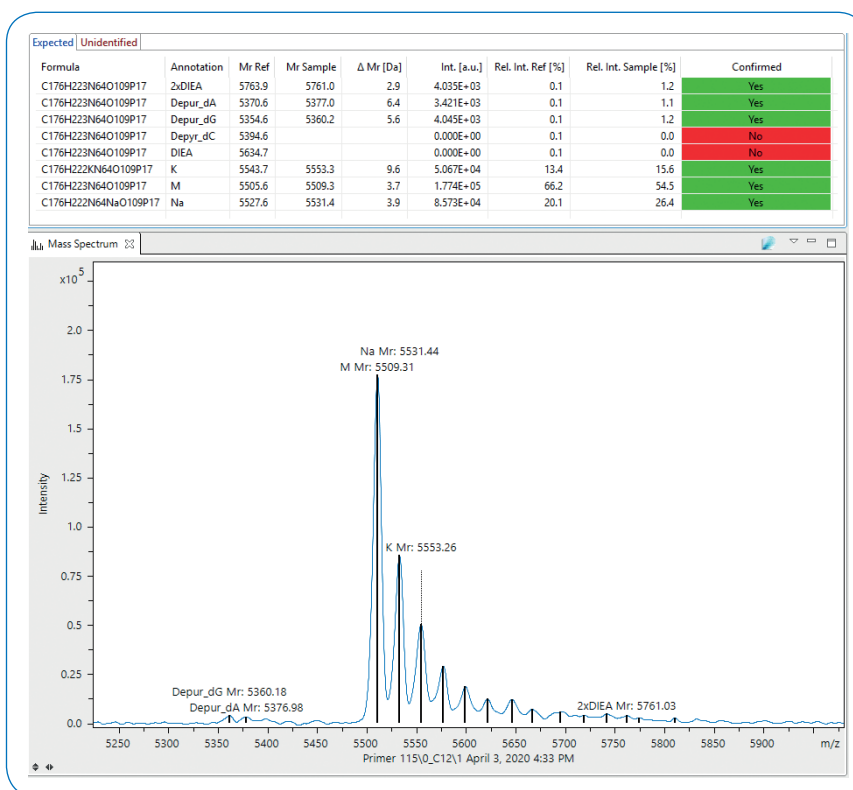 Expected Unidentified
Formula Annotation Mr Ref Mr Sample Δ Mr [Da] Int. [a.u.] Rel. Int. Ref [%] Rel. Int. Sample [%] Confirmed
C176H223N64O109P17 2xDIEA 5763.9 5761.0 2.9 4.035E+03 0.1 1.2 Yes
C176H223N64O109P17 Depur_dA 5370.6 5377.0 6.4 3.421E+03 0.1 1.1 Yes
C176H223N64O109P17 Depur_dG 5354.6 5360.2 5.6 4.045E+03 0.1 1.2 Yes
C176H223N64O109P17 Depyr_dC 5394.6 0.000E+00 0.1 0.0 No
C176H223N64O109P17 DIEA 5634.7 0.000E+00 0.1 0.0 No
C176H222KN64O109P17 K 5543.7 5553.3 9.6 5.067E+04 13.4 15.6 Yes
C176H223N64O109P17 M 5505.6 5509.3 3.7 1.774E+05 66.2 54.5 Yes
C176H222N64NaO109P17 Na 5527.6 5531.4 3.9 8.573E+04 20.1 26.4 Yes
Mass Spectrum
x10 5
2.0
1.75
1.5
1.25
1.0
0.75
0.5
0.25
0.0
Intensity
Na Mr: 5531.44
M Mr: 5509.31
K Mr: 5553.26
Depur_dG Mr: 5360.18
Depur_dA Mr: 5376.98
2xDIEA Mr: 5761.03
5250 5300 5350 5400 5450 5500 5550 5600 5650 5700 5750 5800 5850 5900 m/z
Primer 115\0_C12\1 April 3, 2020 4:33 PM